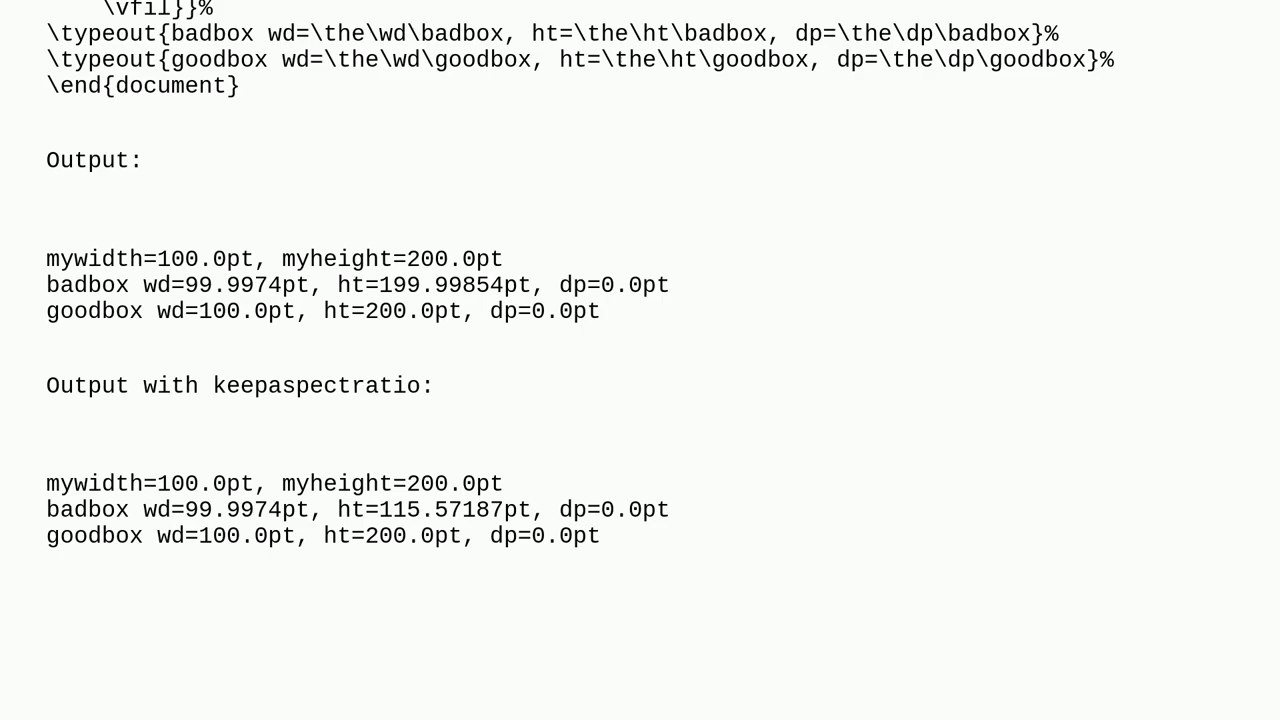 \vfil}}%
\typeout{badbox wd=\the\wd\badbox, ht=\the\ht\badbox, dp=\the\dp\badbox}%
\typeout{goodbox wd=\the\wd\goodbox, ht=\the\ht\goodbox, dp=\the\dp\goodbox}%
\end{document}
Output:
mywidth=100.0pt, myheight=200.0pt
badbox wd=99.9974pt, ht=199.99854pt, dp=0.0pt
goodbox wd=100.0pt, ht=200.0pt, dp=0.0pt
Output with keepaspectratio:
mywidth=100.0pt, myheight=200.0pt
badbox wd=99.9974pt, ht=115.57187pt, dp=0.0pt
goodbox wd=100.0pt, ht=200.0pt, dp=0.0pt